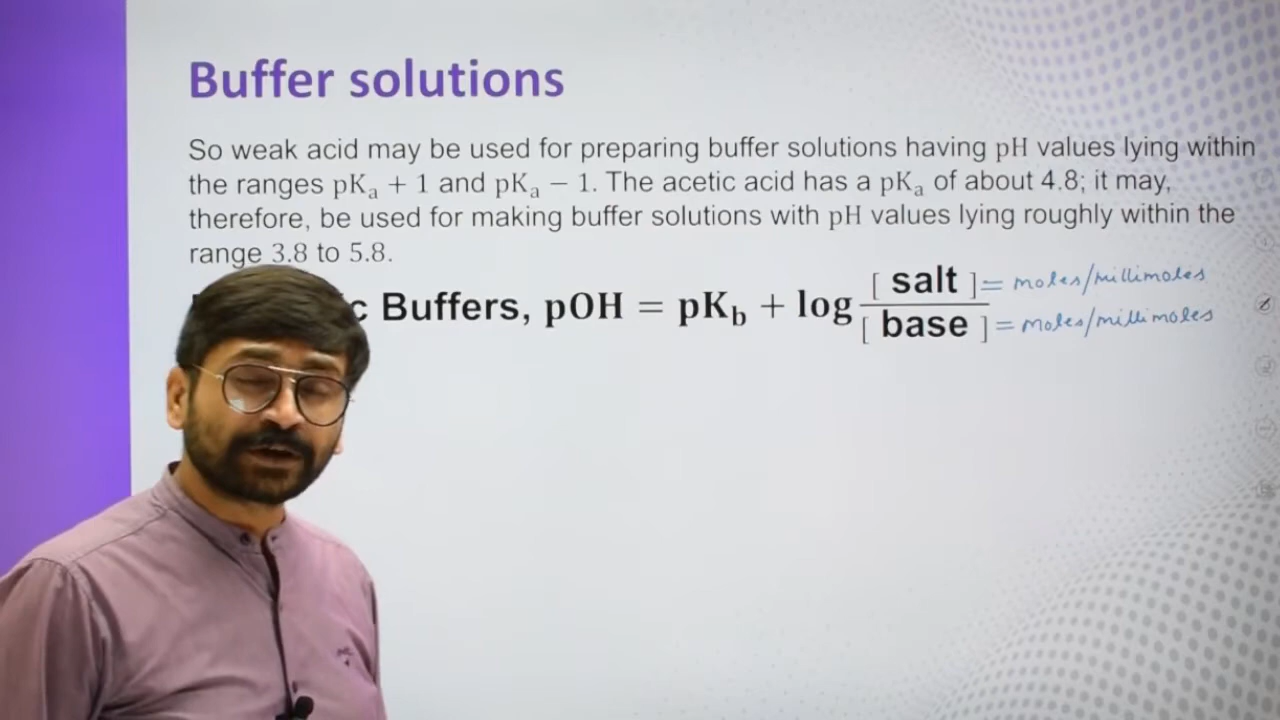 Buffer solutions
So weak acid may be used for preparing buffer solutions having pH values lying within
the ranges pKₐ + 1 and pKₐ − 1. The acetic acid has a pKₐ of about 4.8; it may,
therefore, be used for making buffer solutions with pH values lying roughly within the
range 3.8 to 5.8.
c Buffers, pOH = pK_b + log [ salt ] / [ base ]
= moles/millimoles
= moles/millimoles